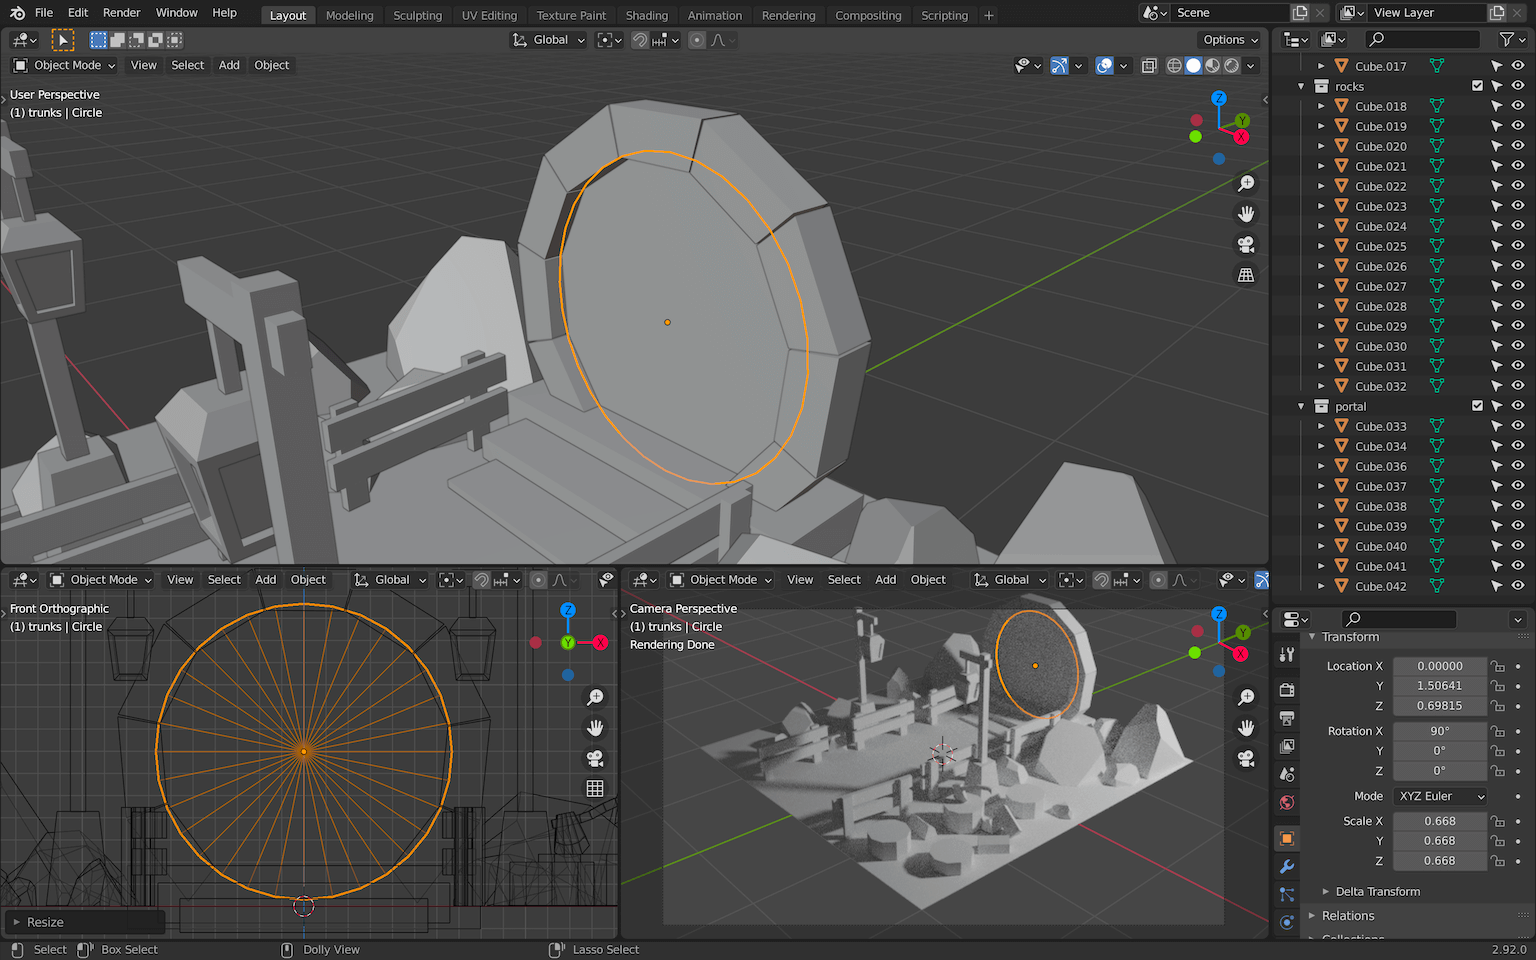 File Edit Render Window Help Layout Modeling Sculpting UV Editing Texture Paint Shading Animation Rendering Compositing Scripting + Scene View Layer
Global Options
Object Mode View Select Add Object
User Perspective
(1) trunks | Circle
Z
Y
X
Cube.017
rocks
Cube.018
Cube.019
Cube.020
Cube.021
Cube.022
Cube.023
Cube.024
Cube.025
Cube.026
Cube.027
Cube.028
Cube.029
Cube.030
Cube.031
Cube.032
portal
Cube.033
Cube.034
Cube.036
Cube.037
Cube.038
Cube.039
Cube.040
Cube.041
Cube.042
Object Mode View Select Add Object Global
Front Orthographic
(1) trunks | Circle
Z
Y
X
Resize
Object Mode View Select Add Object Global
Camera Perspective
(1) trunks | Circle
Rendering Done
Z
Y
X
Transform
Location X 0.00000
Y 1.50641
Z 0.69815
Rotation X 90°
Y 0°
Z 0°
Mode XYZ Euler
Scale X 0.668
Y 0.668
Z 0.668
Delta Transform
Relations
Collections
Select Box Select Dolly View Lasso Select 2.92.0